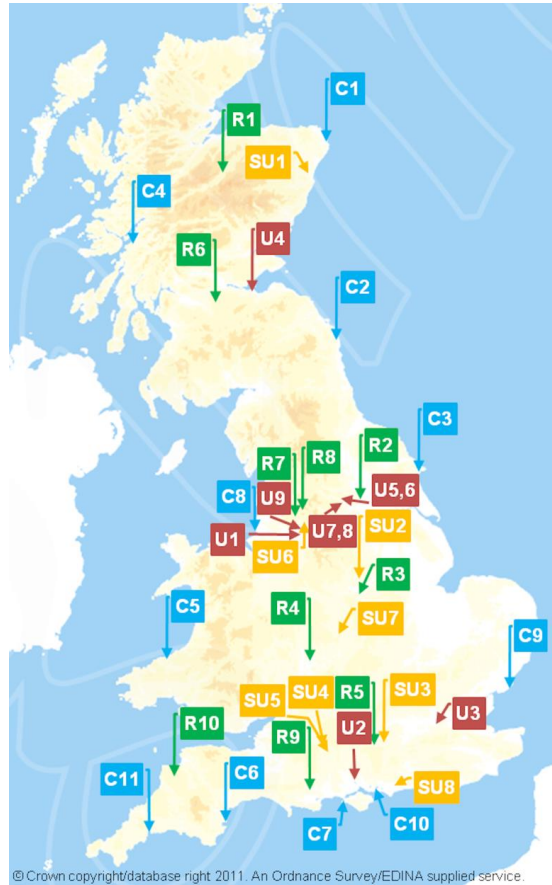 C1
R1
SU1
C4
U4
R6
C2
C3
R2
R8
R7
U9
U5,6
C8
U1
U7,8
SU2
SU6
R3
C5
R4
SU7
C9
SU5
SU4
R5
SU3
U3
R10
R9
U2
C11
C6
SU8
C7
C10
© Crown copyright/database right 2011. An Ordnance Survey/EDINA supplied service.